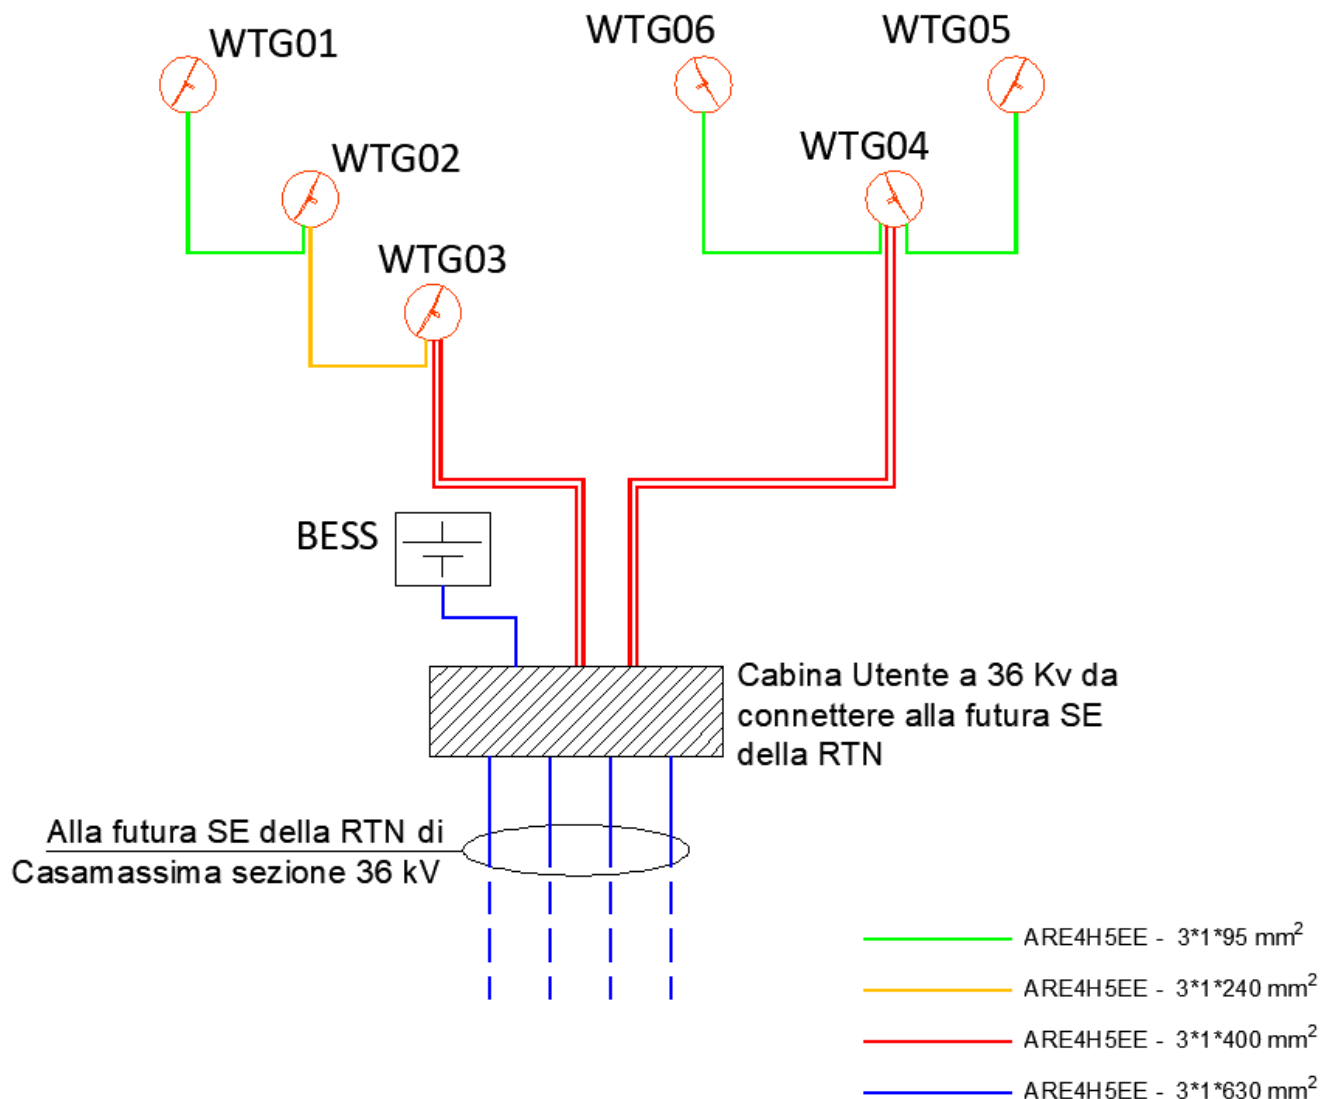 WTG01
WTG06
WTG05
WTG02
WTG04
WTG03
BESS
Cabina Utente a 36 Kv da
connettere alla futura SE
della RTN
Alla futura SE della RTN di
Casamassima sezione 36 kV
ARE4H5EE - 3*1*95 mm²
ARE4H5EE - 3*1*240 mm²
ARE4H5EE - 3*1*400 mm²
ARE4H5EE - 3*1*630 mm²